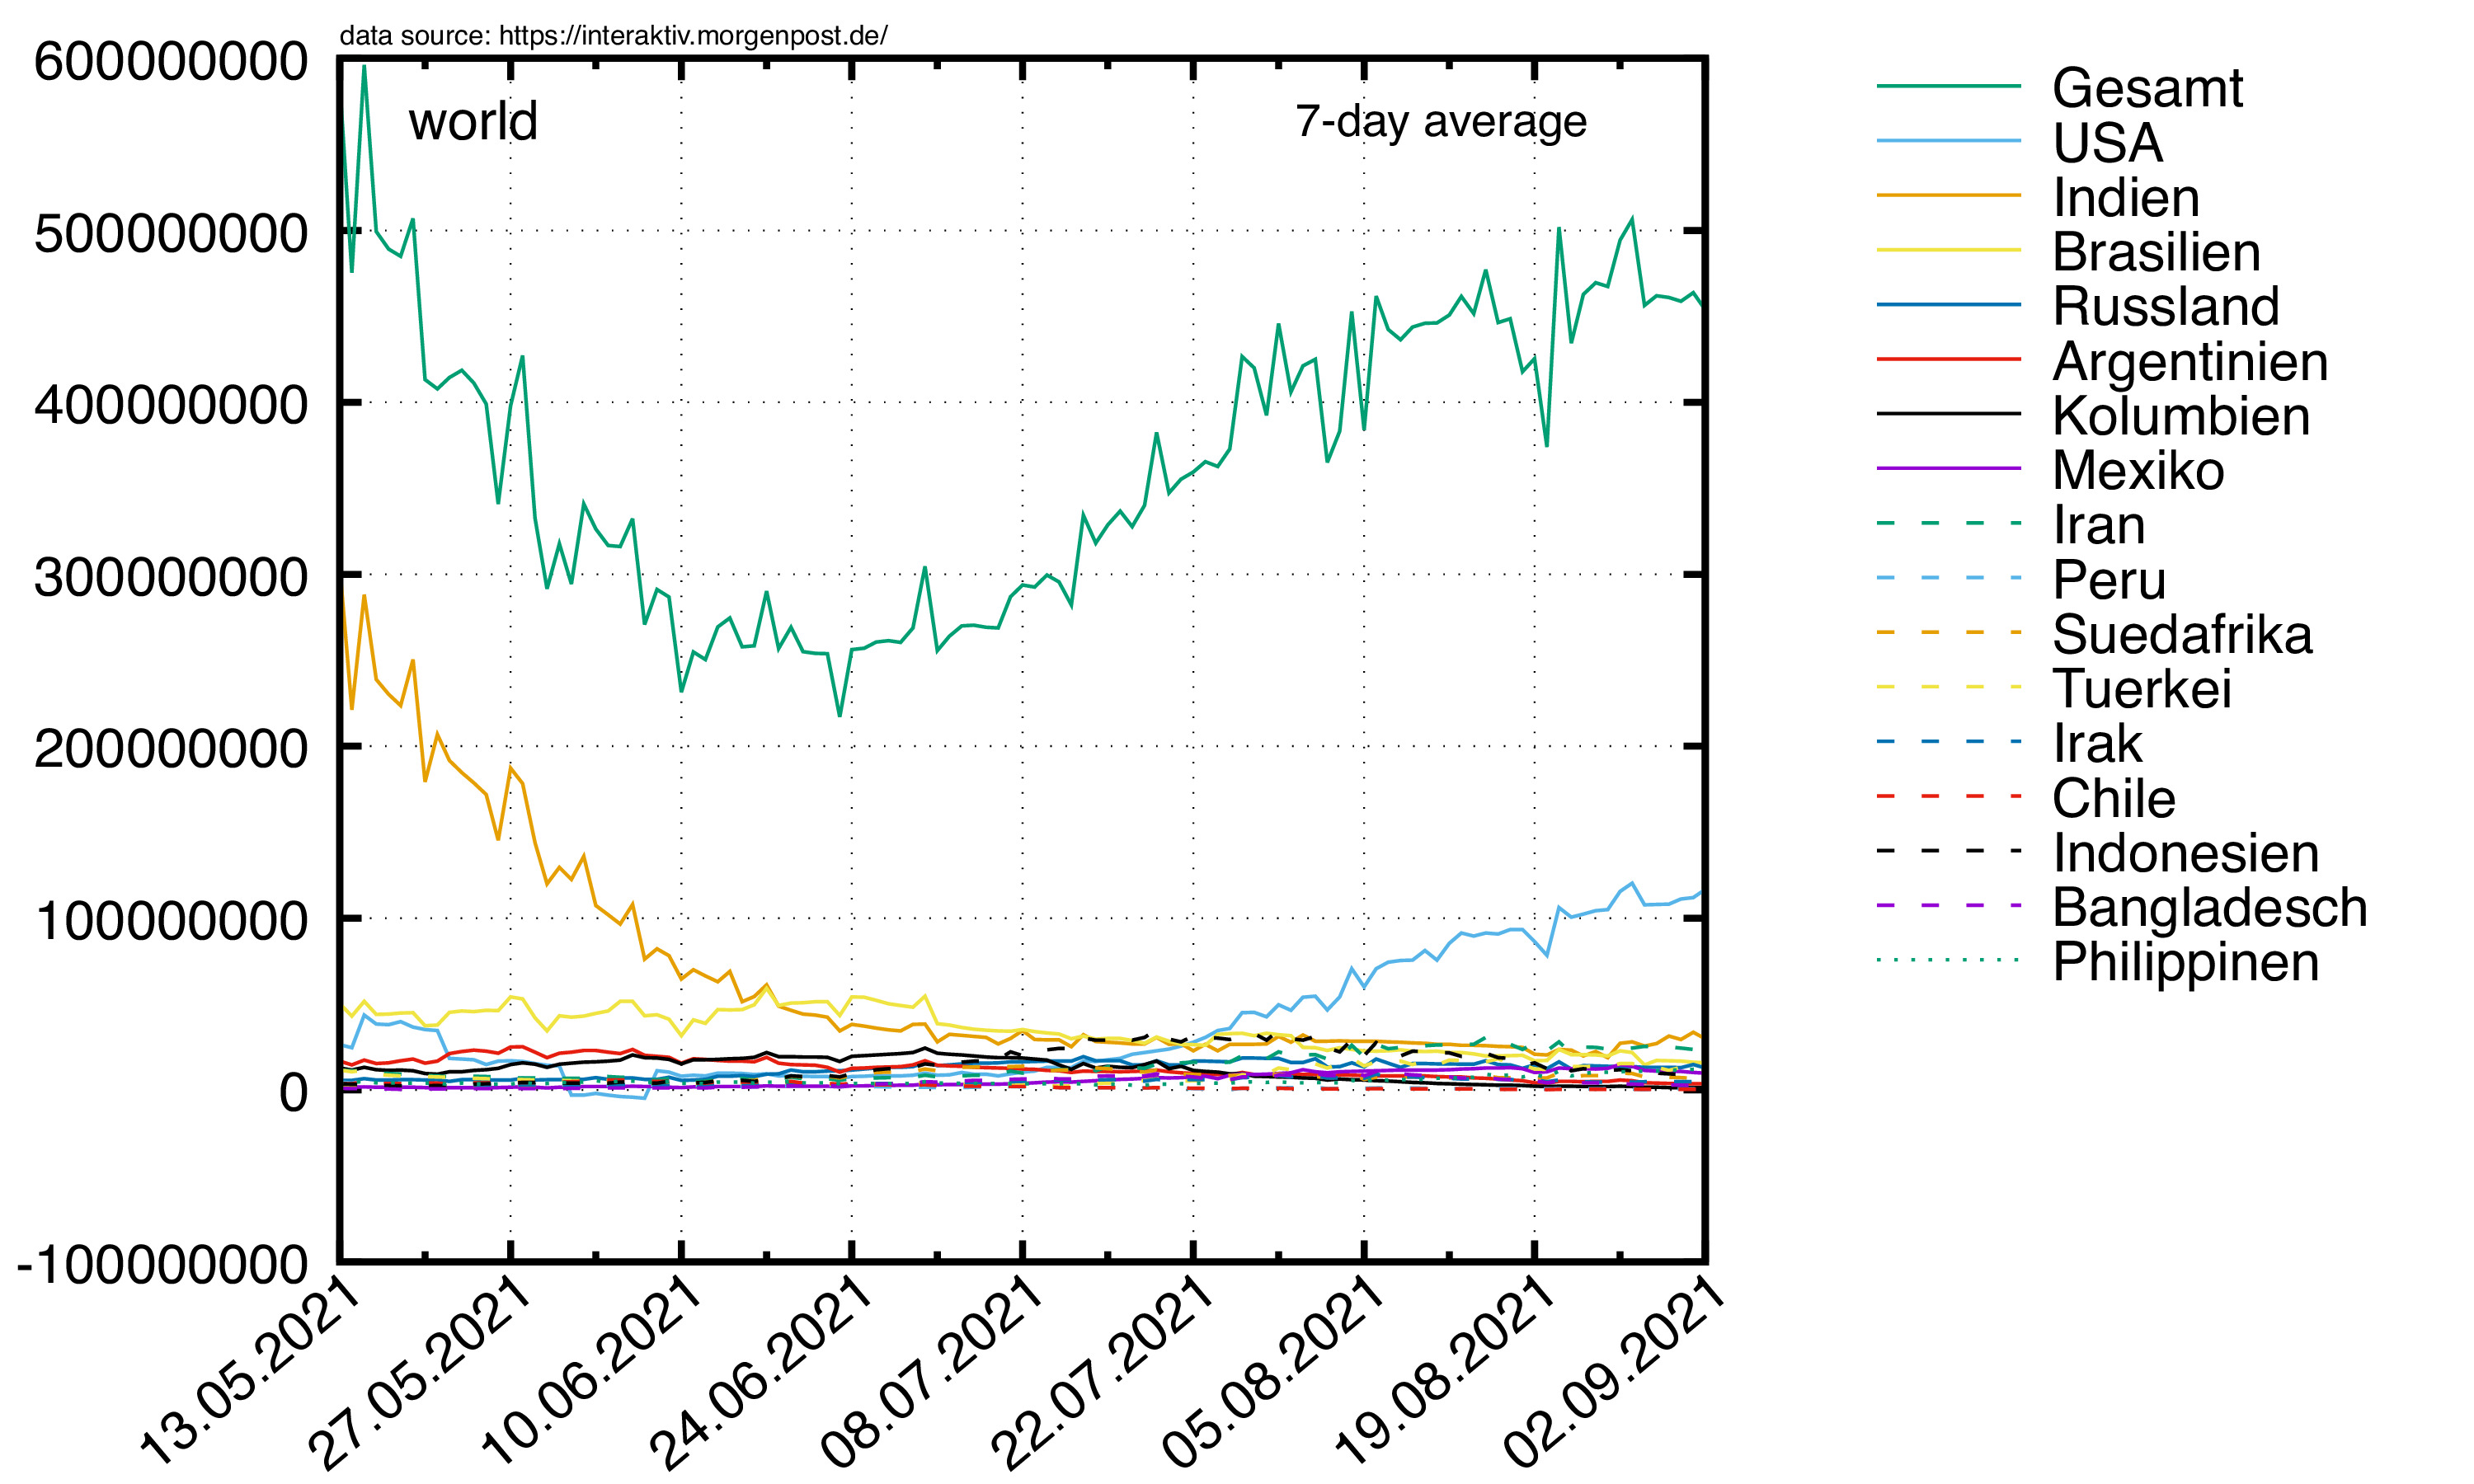 data source: https://interaktiv.morgenpost.de/
600000000
500000000
400000000
300000000
200000000
100000000
0
-100000000
world
7-day average
13.05.2021
27.05.2021
10.06.2021
24.06.2021
08.07.2021
22.07.2021
05.08.2021
19.08.2021
02.09.2021
Gesamt
USA
Indien
Brasilien
Russland
Argentinien
Kolumbien
Mexiko
Iran
Peru
Suedafrika
Tuerkei
Irak
Chile
Indonesien
Bangladesch
Philippinen